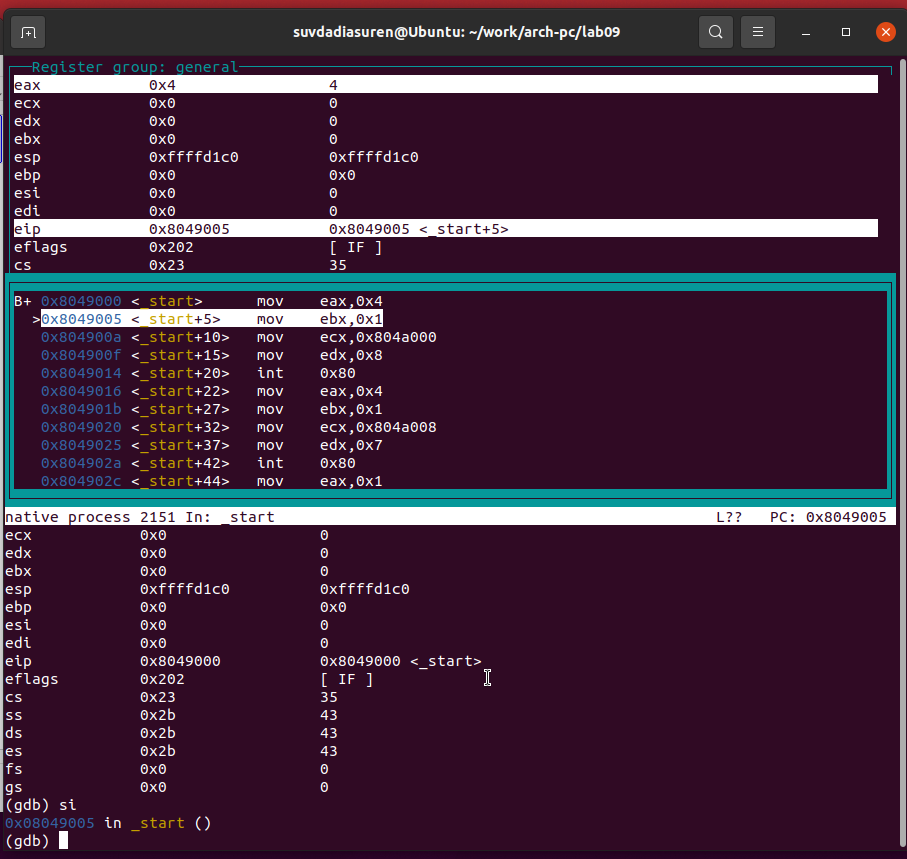 suvdadiasuren@Ubuntu: ~/work/arch-pc/lab09
Register group: general
eax 0x4 4
ecx 0x0 0
edx 0x0 0
ebx 0x0 0
esp 0xffffd1c0 0xffffd1c0
ebp 0x0 0x0
esi 0x0 0
edi 0x0 0
eip 0x8049005 0x8049005 <_start+5>
eflags 0x202 [ IF ]
cs 0x23 35
B+ 0x8049000 <_start> mov eax,0x4
>0x8049005 <_start+5> mov ebx,0x1
0x804900a <_start+10> mov ecx,0x804a000
0x804900f <_start+15> mov edx,0x8
0x8049014 <_start+20> int 0x80
0x8049016 <_start+22> mov eax,0x4
0x804901b <_start+27> mov ebx,0x1
0x8049020 <_start+32> mov ecx,0x804a008
0x8049025 <_start+37> mov edx,0x7
0x804902a <_start+42> int 0x80
0x804902c <_start+44> mov eax,0x1
native process 2151 In: _start L?? PC: 0x8049005
ecx 0x0 0
edx 0x0 0
ebx 0x0 0
esp 0xffffd1c0 0xffffd1c0
ebp 0x0 0x0
esi 0x0 0
edi 0x0 0
eip 0x8049000 0x8049000 <_start>
eflags 0x202 [ IF ]
cs 0x23 35
ss 0x2b 43
ds 0x2b 43
es 0x2b 43
fs 0x0 0
gs 0x0 0
(gdb) si
0x08049005 in _start ()
(gdb)